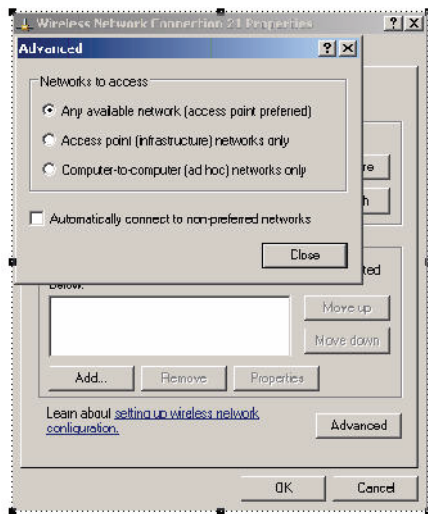 Wireless Network Connection 21 Properties
Advanced
Networks to access
Any available network (access point preferred)
Access point (infrastructure) networks only
Computer-to-computer (ad hoc) networks only
re
h
Automatically connect to non-preferred networks
Close
ted
below:
Move up
Move down
Add...
Remove
Properties
Learn about setting up wireless network
configuration.
Advanced
OK
Cancel